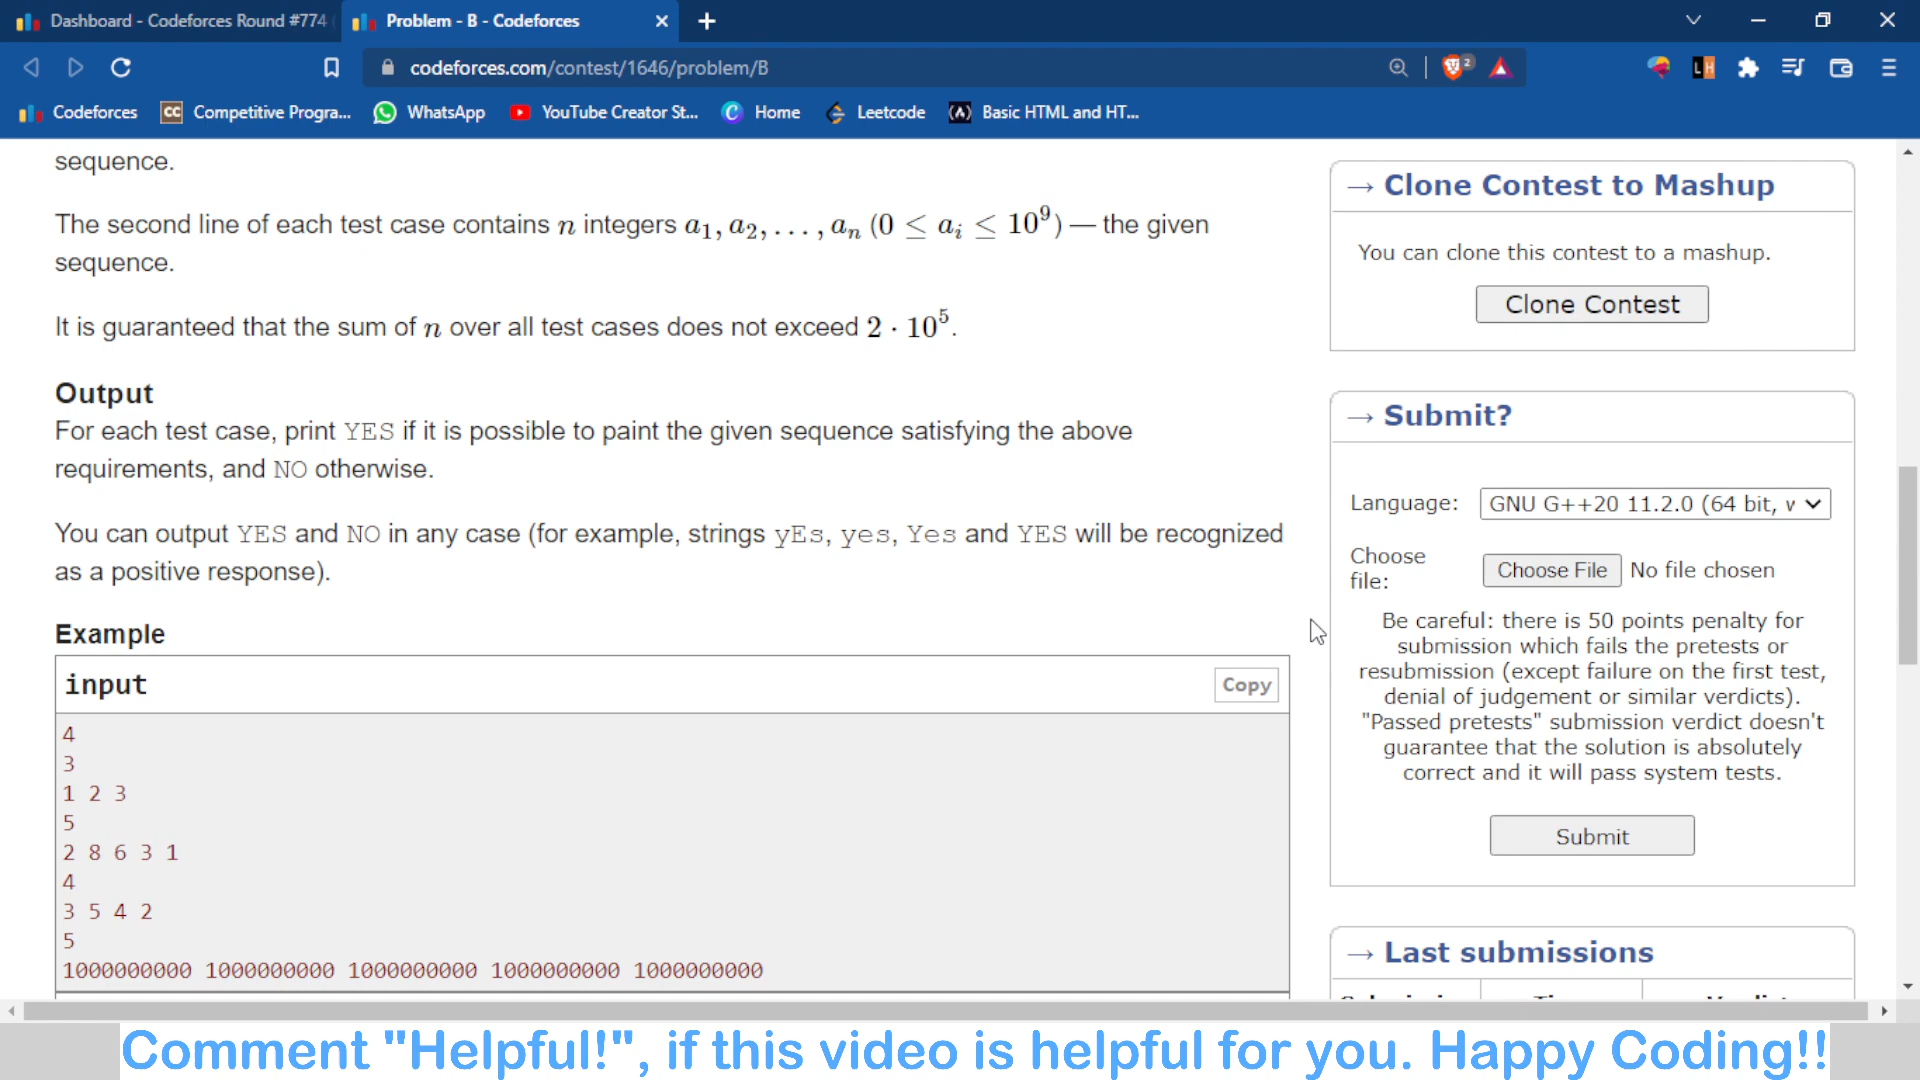 Dashboard - Codeforces Round #774
Problem - B - Codeforces
codeforces.com/contest/1646/problem/B
2
LH
Codeforces
CC Competitive Progra...
WhatsApp
YouTube Creator St...
C Home
Leetcode
(A) Basic HTML and HT...
sequence.
The second line of each test case contains n integers a₁, a₂, . . . , aₙ (0 ≤ aᵢ ≤ 10⁹) — the given
sequence.
It is guaranteed that the sum of n over all test cases does not exceed 2 · 10⁵.
Output
For each test case, print YES if it is possible to paint the given sequence satisfying the above
requirements, and NO otherwise.
You can output YES and NO in any case (for example, strings yEs, yes, Yes and YES will be recognized
as a positive response).
Example
input
Copy
4
3
1 2 3
5
2 8 6 3 1
4
3 5 4 2
5
1000000000 1000000000 1000000000 1000000000 1000000000
→ Clone Contest to Mashup
You can clone this contest to a mashup.
Clone Contest
→ Submit?
Language: GNU G++20 11.2.0 (64 bit, v
Choose
file:
Choose File No file chosen
Be careful: there is 50 points penalty for
submission which fails the pretests or
resubmission (except failure on the first test,
denial of judgement or similar verdicts).
"Passed pretests" submission verdict doesn't
guarantee that the solution is absolutely
correct and it will pass system tests.
Submit
→ Last submissions
Comment "Helpful!", if this video is helpful for you. Happy Coding!!